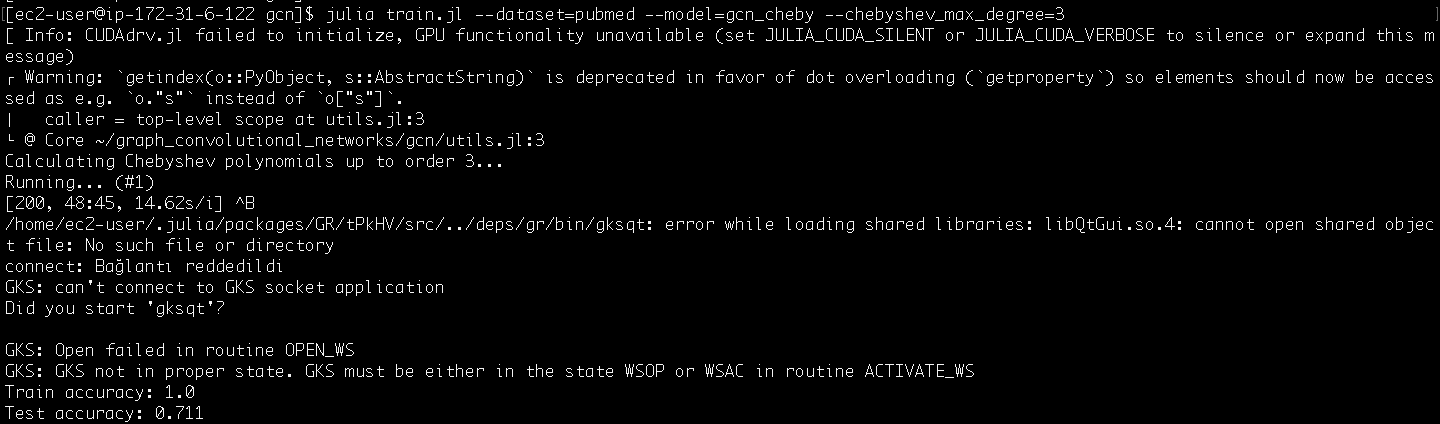 [ec2-user@ip-172-31-6-122 gcn]$ julia train.jl --dataset=pubmed --model=gcn_cheby --chebyshev_max_degree=3
[ Info: CUDAdrv.jl failed to initialize, GPU functionality unavailable (set JULIA_CUDA_SILENT or JULIA_CUDA_VERBOSE to silence or expand this m
essage)
┌ Warning: `getindex(o::PyObject, s::AbstractString)` is deprecated in favor of dot overloading (`getproperty`) so elements should now be acces
sed as e.g. `o."s"` instead of `o["s"]`.
│   caller = top-level scope at utils.jl:3
└ @ Core ~/graph_convolutional_networks/gcn/utils.jl:3
Calculating Chebyshev polynomials up to order 3...
Running... (#1)
[200, 48:45, 14.62s/i] ^B
/home/ec2-user/.julia/packages/GR/tPkHV/src/../deps/gr/bin/gksqt: error while loading shared libraries: libQtGui.so.4: cannot open shared objec
t file: No such file or directory
connect: Bağlantı reddedildi
GKS: can't connect to GKS socket application
Did you start 'gksqt'?
GKS: Open failed in routine OPEN_WS
GKS: GKS not in proper state. GKS must be either in the state WSOP or WSAC in routine ACTIVATE_WS
Train accuracy: 1.0
Test accuracy: 0.711